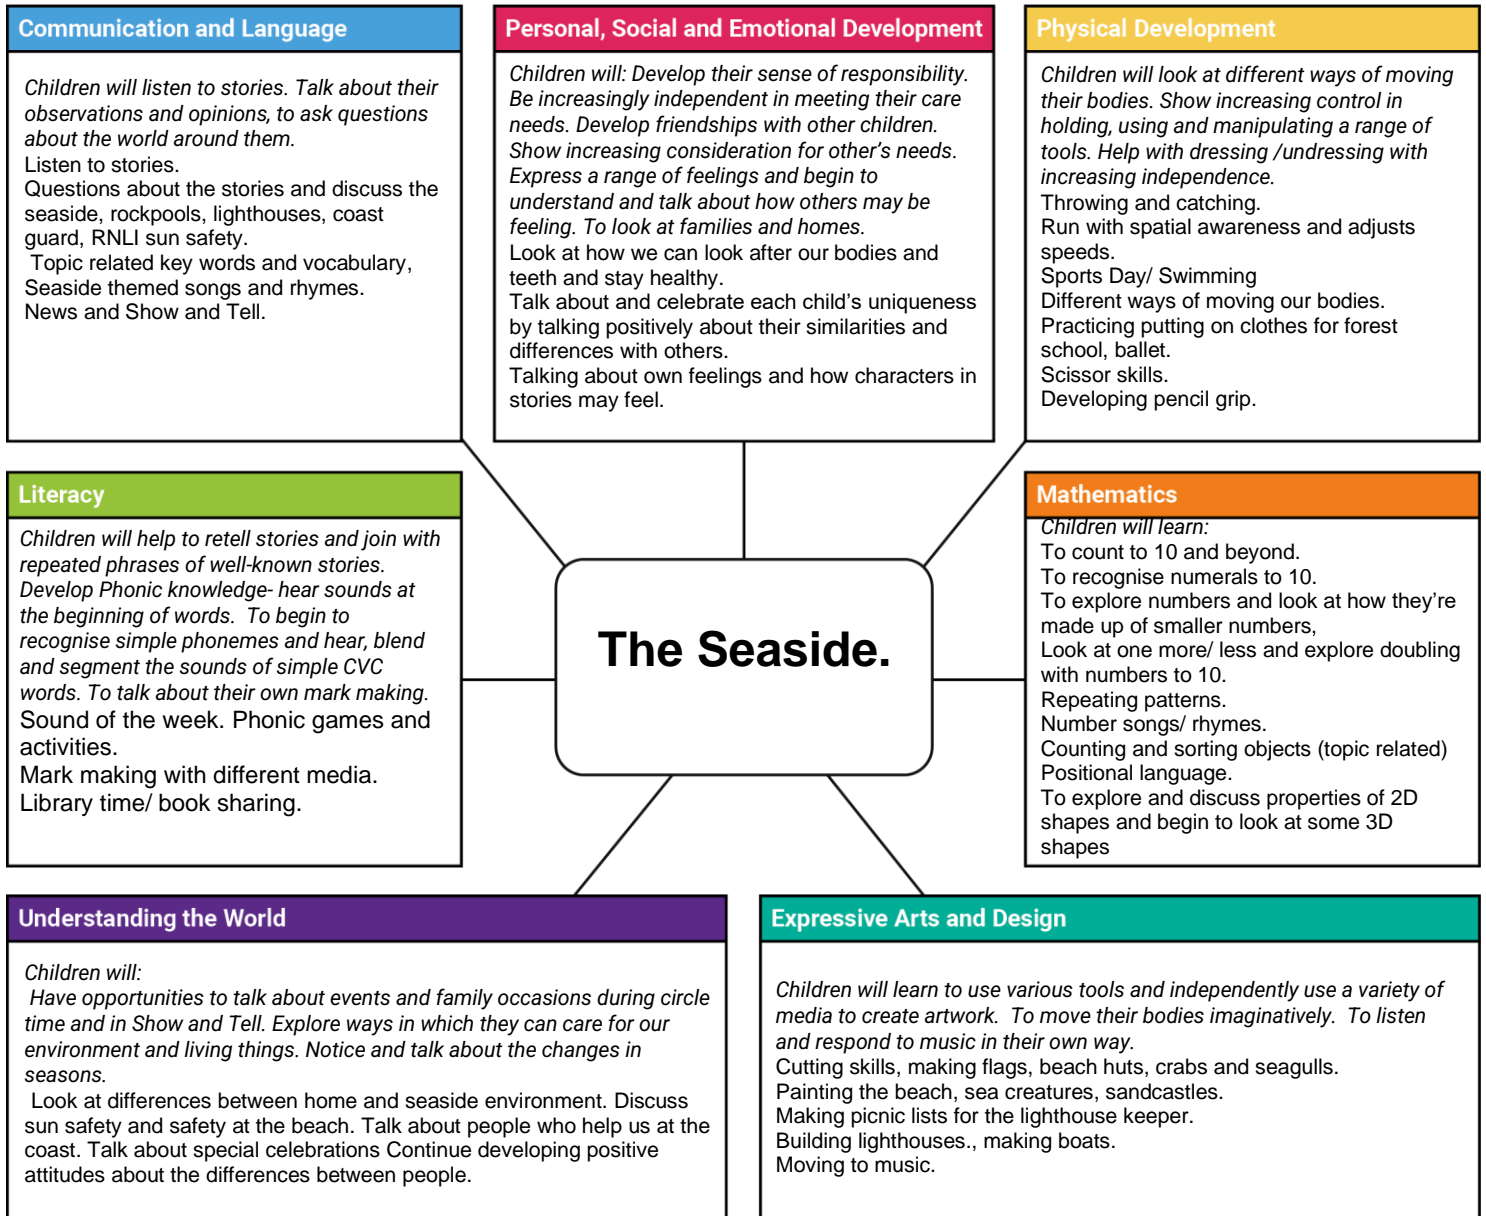 Communication and Language
Children will listen to stories. Talk about their
observations and opinions, to ask questions
about the world around them.
Listen to stories.
Questions about the stories and discuss the
seaside, rockpools, lighthouses, coast
guard, RNLI sun safety.
Topic related key words and vocabulary,
Seaside themed songs and rhymes.
News and Show and Tell.
Personal, Social and Emotional Development
Children will: Develop their sense of responsibility.
Be increasingly independent in meeting their care
needs. Develop friendships with other children.
Show increasing consideration for other's needs.
Express a range of feelings and begin to
understand and talk about how others may be
feeling. To look at families and homes.
Look at how we can look after our bodies and
teeth and stay healthy.
Talk about and celebrate each child's uniqueness
by talking positively about their similarities and
differences with others.
Talking about own feelings and how characters in
stories may feel.
Physical Development
Children will look at different ways of moving
their bodies. Show increasing control in
holding, using and manipulating a range of
tools. Help with dressing /undressing with
increasing independence.
Throwing and catching.
Run with spatial awareness and adjusts
speeds.
Sports Day/ Swimming
Different ways of moving our bodies.
Practicing putting on clothes for forest
school, ballet.
Scissor skills.
Developing pencil grip.
Literacy
Children will help to retell stories and join with
repeated phrases of well-known stories.
Develop Phonic knowledge- hear sounds at
the beginning of words.  To begin to
recognise simple phonemes and hear, blend
and segment the sounds of simple CVC
words. To talk about their own mark making.
Sound of the week. Phonic games and
activities.
Mark making with different media.
Library time/ book sharing.
The Seaside.
Mathematics
Children will learn:
To count to 10 and beyond.
To recognise numerals to 10.
To explore numbers and look at how they're
made up of smaller numbers,
Look at one more/ less and explore doubling
with numbers to 10.
Repeating patterns.
Number songs/ rhymes.
Counting and sorting objects (topic related)
Positional language.
To explore and discuss properties of 2D
shapes and begin to look at some 3D
shapes
Understanding the World
Children will:
Have opportunities to talk about events and family occasions during circle
time and in Show and Tell. Explore ways in which they can care for our
environment and living things. Notice and talk about the changes in
seasons.
Look at differences between home and seaside environment. Discuss
sun safety and safety at the beach. Talk about people who help us at the
coast. Talk about special celebrations Continue developing positive
attitudes about the differences between people.
Expressive Arts and Design
Children will learn to use various tools and independently use a variety of
media to create artwork.  To move their bodies imaginatively.  To listen
and respond to music in their own way.
Cutting skills, making flags, beach huts, crabs and seagulls.
Painting the beach, sea creatures, sandcastles.
Making picnic lists for the lighthouse keeper.
Building lighthouses., making boats.
Moving to music.